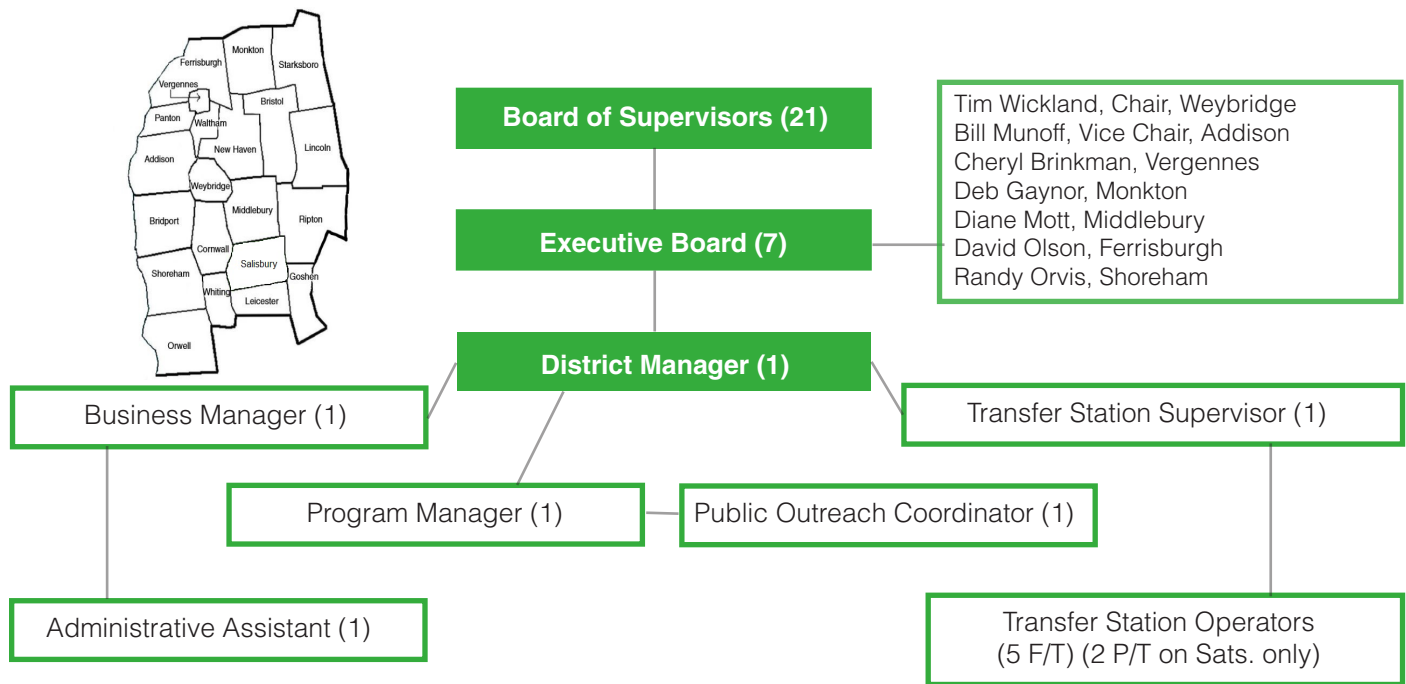 Monkton
Ferrisburgh
Starksboro
Vergennes
Bristol
Panton
Waltham
New Haven
Lincoln
Addison
Weybridge
Middlebury
Ripton
Bridport
Cornwall
Salisbury
Shoreham
Goshen
Whiting
Leicester
Orwell
Board of Supervisors (21)
Executive Board (7)
Tim Wickland, Chair, Weybridge
Bill Munoff, Vice Chair, Addison
Cheryl Brinkman, Vergennes
Deb Gaynor, Monkton
Diane Mott, Middlebury
David Olson, Ferrisburgh
Randy Orvis, Shoreham
District Manager (1)
Business Manager (1)
Transfer Station Supervisor (1)
Program Manager (1)
Public Outreach Coordinator (1)
Administrative Assistant (1)
Transfer Station Operators
(5 F/T) (2 P/T on Sats. only)